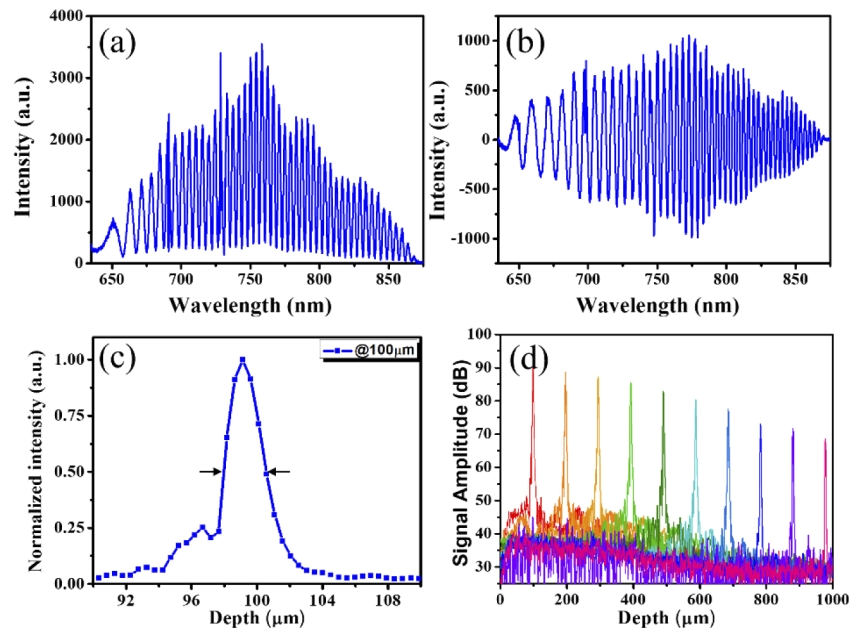 (a)
4000
3000
2000
1000
0
Intensity (a.u.)
650 700 750 800 850
Wavelength (nm)
(b)
1000
500
0
-500
-1000
Intensity (a.u.)
650 700 750 800 850
Wavelength (nm)
(c)
@100μm
1.00
0.75
0.50
0.25
0.00
Normalized intensity (a.u.)
92 96 100 104 108
Depth (μm)
(d)
100
90
80
70
60
50
40
30
Signal Amplitude (dB)
0 200 400 600 800 1000
Depth (μm)